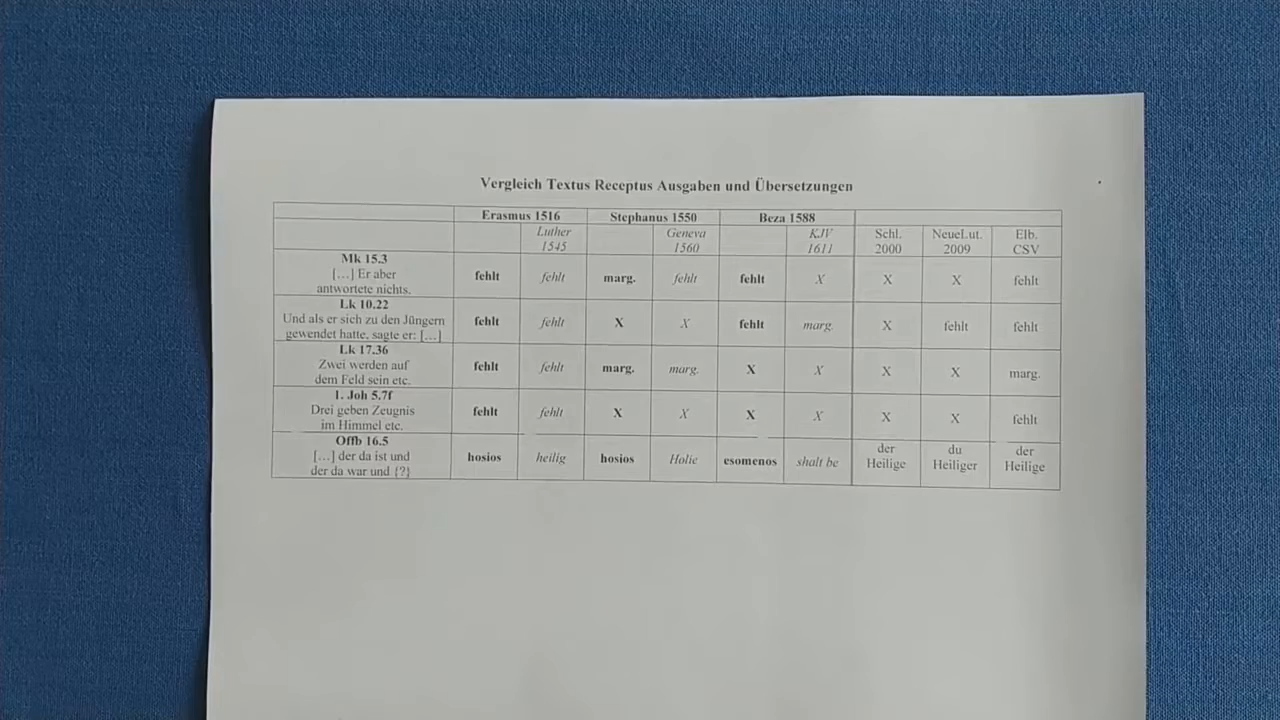 Vergleich Textus Receptus Ausgaben und Übersetzungen
Erasmus 1516 Stephanus 1550 Beza 1588
Luther 1545 Geneva 1560 KJV 1611 Schl. 2000 NeueLut. 2009 Elb. CSV
Mk 15.3
[...] Er aber
antwortete nichts.
fehlt fehlt marg. fehlt fehlt X X X fehlt
Lk 10.22
Und als er sich zu den Jüngern
gewendet hatte, sagte er: [...]
fehlt fehlt X X fehlt marg. X fehlt fehlt
Lk 17.36
Zwei werden auf
dem Feld sein etc.
fehlt fehlt marg. marg. X X X X marg.
1. Joh 5.7f
Drei geben Zeugnis
im Himmel etc.
fehlt fehlt X X X X X X fehlt
Offb 16.5
[...] der da ist und
der da war und {?}
hosios heilig hosios Holie esomenos shalt be der Heilige du Heiliger der Heilige